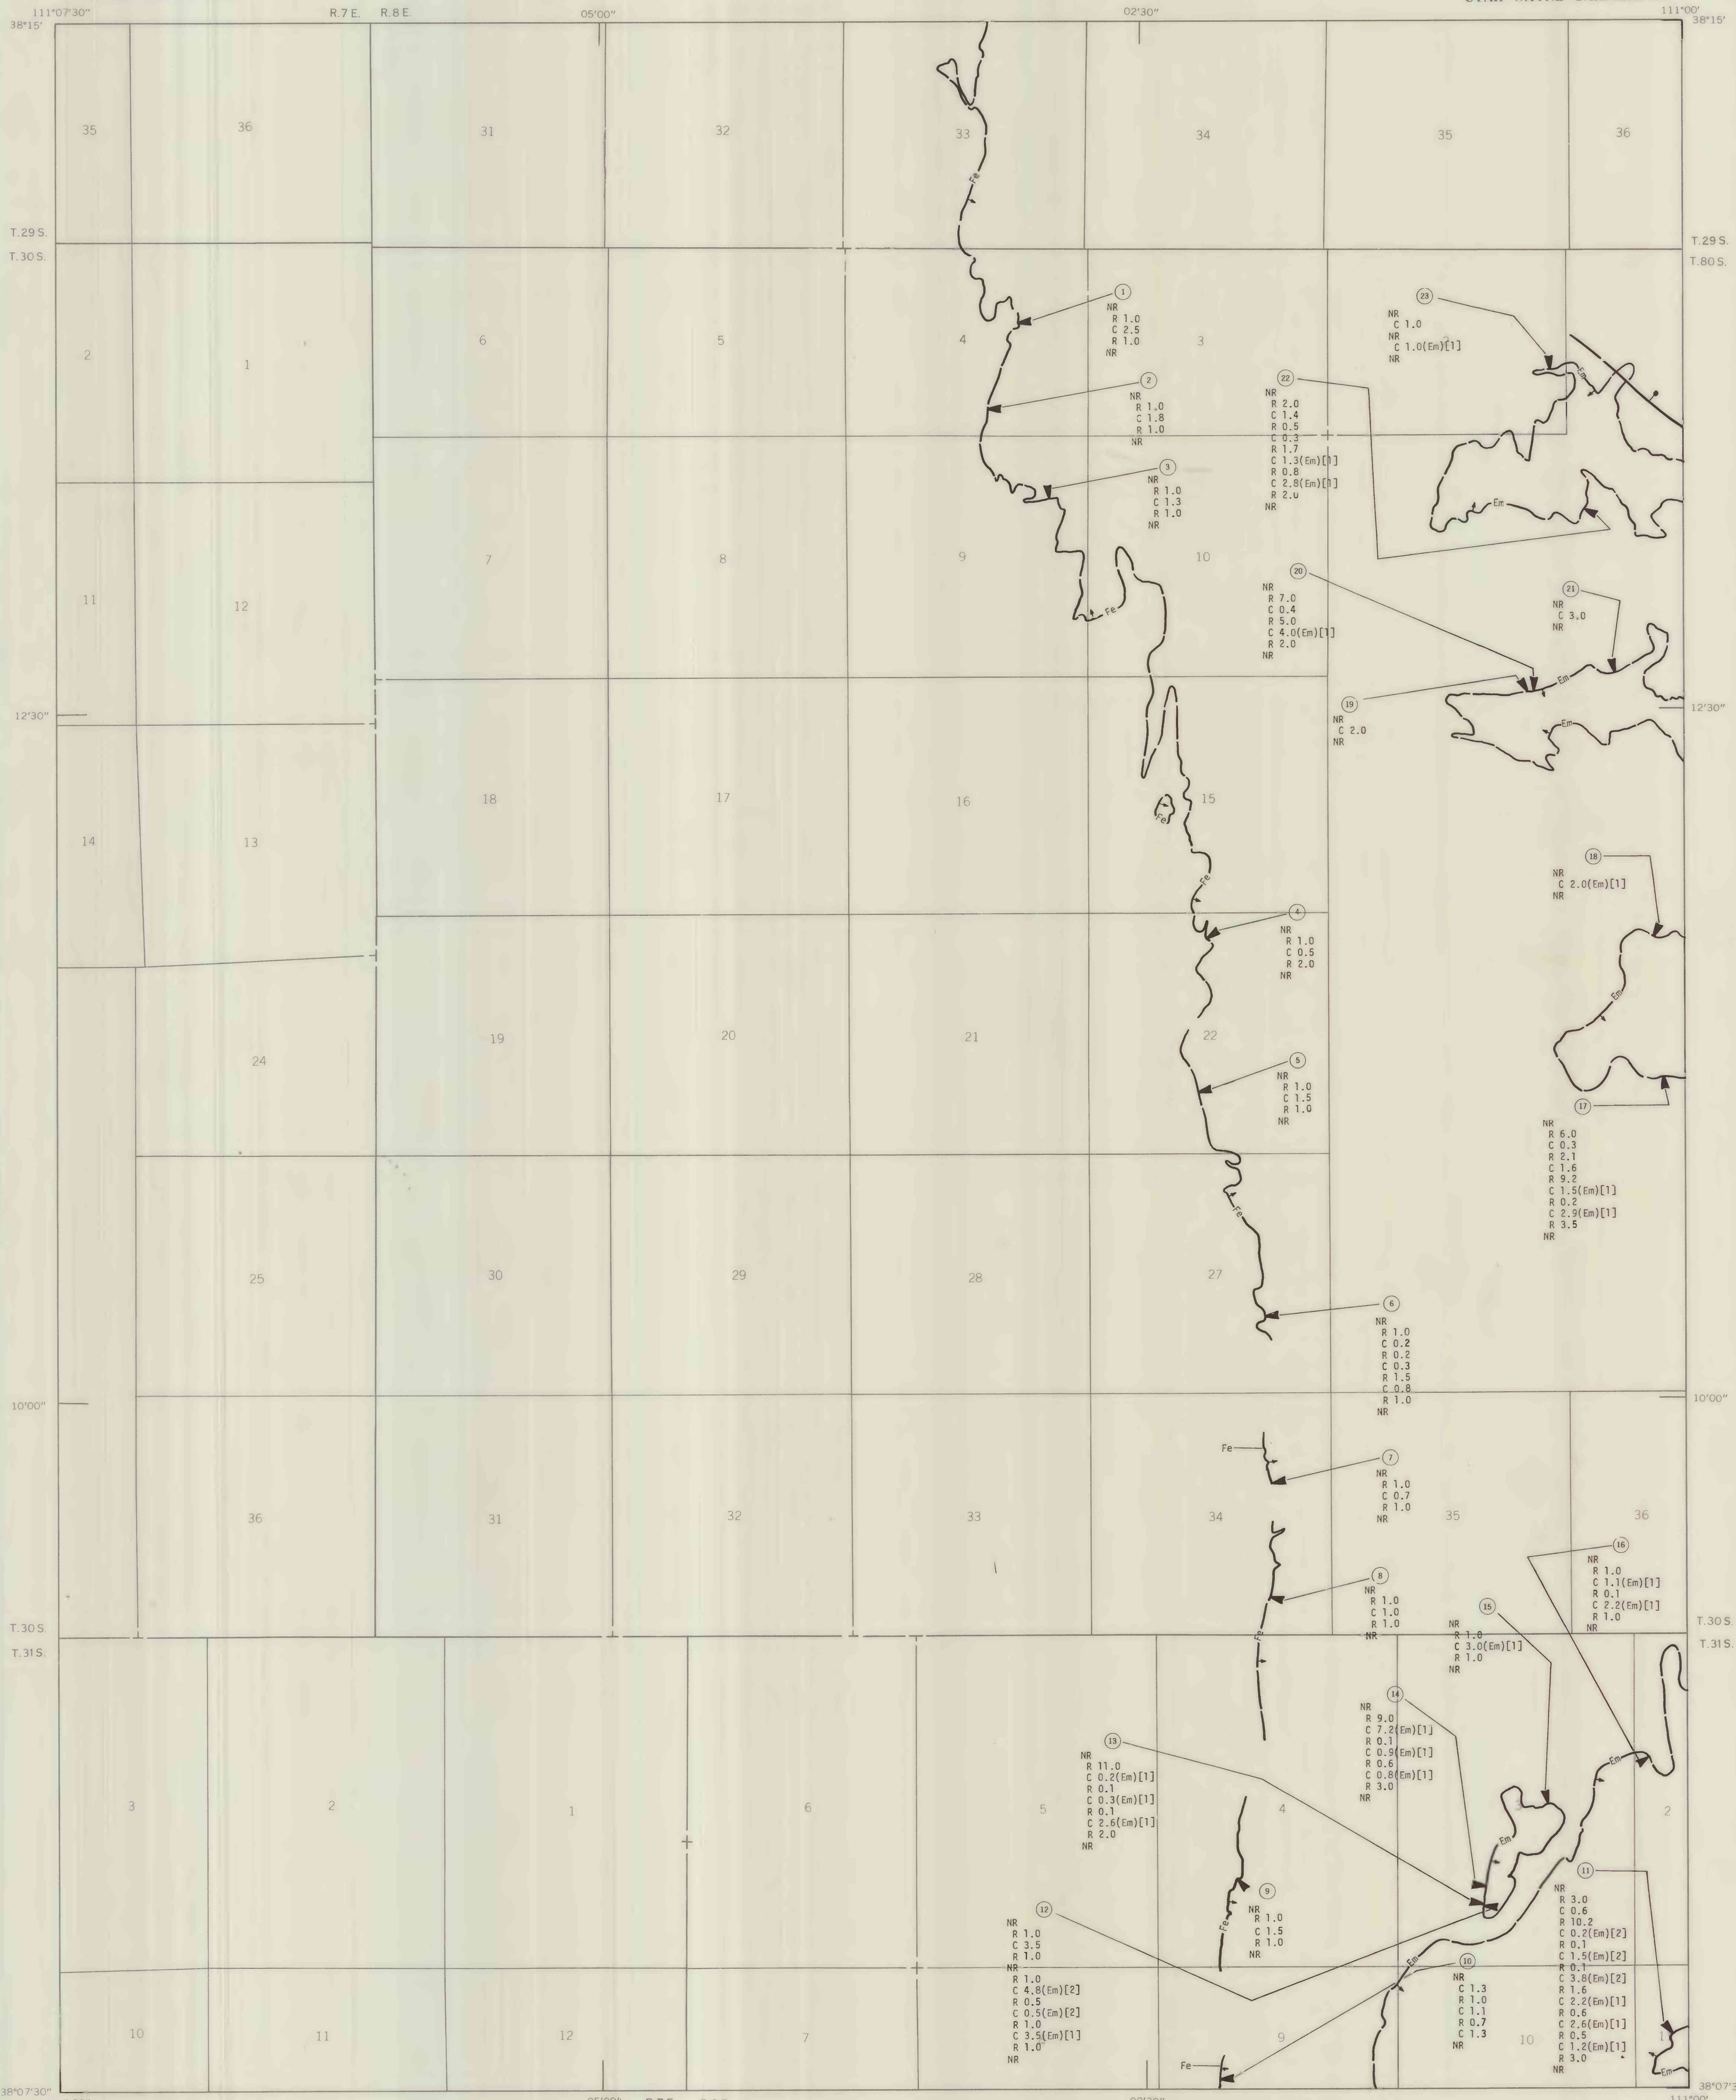 111°07'30"
R.7 E. R.8 E.
05'00"
02'30"
111°00'
38°15'
38°15'
35
36
31
32
33
34
35
36
Fe
T.29 S.
T.30 S.
T.29 S.
T.80 S.
2
1
6
5
4
3
1
NR
R 1.0
C 2.5
R 1.0
NR
2
NR
R 1.0
C 1.8
R 1.0
NR
3
NR
R 1.0
C 1.3
R 1.0
NR
23
NR
C 1.0
NR
C 1.0(Em)[1]
NR
Em
22
NR
R 2.0
C 1.4
R 0.5
C 0.3
R 1.7
C 1.3(Em)[1]
R 0.8
C 2.8(Em)[1]
R 2.0
NR
Em
11
12
7
8
9
10
Fe
20
NR
R 7.0
C 0.4
R 5.0
C 4.0(Em)[1]
R 2.0
NR
21
NR
C 3.0
NR
Em
19
NR
C 2.0
NR
Em
12'30"
12'30"
14
13
18
17
16
15
Fe
Fe
18
NR
C 2.0(Em)[1]
NR
4
NR
R 1.0
C 0.5
R 2.0
NR
Em
24
19
20
21
22
5
NR
R 1.0
C 1.5
R 1.0
NR
17
NR
R 6.0
C 0.3
R 2.1
C 1.6
R 9.2
C 1.5(Em)[1]
R 0.2
C 2.9(Em)[1]
R 3.5
NR
Fe
25
30
29
28
27
6
NR
R 1.0
C 0.2
R 0.2
C 0.3
R 1.5
C 0.8
R 1.0
NR
10'00"
10'00"
Fe
7
NR
R 1.0
C 0.7
R 1.0
NR
36
31
32
33
34
35
36
16
NR
R 1.0
C 1.1(Em)[1]
R 0.1
C 2.2(Em)[1]
R 1.0
NR
8
NR
R 1.0
C 1.0
R 1.0
NR
15
NR
R 1.0
C 3.0(Em)[1]
R 1.0
NR
Fe
T.30 S.
T.31 S.
T.30 S.
T.31 S.
14
NR
R 9.0
C 7.2(Em)[1]
R 0.1
C 0.9(Em)[1]
R 0.6
C 0.8(Em)[1]
R 3.0
NR
13
NR
R 11.0
C 0.2(Em)[1]
R 0.1
C 0.3(Em)[1]
R 0.1
C 2.6(Em)[1]
R 2.0
NR
Em
3
2
1
6
5
4
3
2
Em
9
NR
R 1.0
C 1.5
R 1.0
NR
Fe
12
NR
R 1.0
C 3.5
R 1.0
NR
R 1.0
C 4.8(Em)[2]
R 0.5
C 0.5(Em)[2]
R 1.0
C 3.5(Em)[1]
R 1.0
NR
11
NR
R 3.0
C 0.6
R 10.2
C 0.2(Em)[2]
R 0.1
C 1.5(Em)[2]
R 0.1
C 3.8(Em)[2]
R 1.6
C 2.2(Em)[1]
R 0.6
C 2.6(Em)[1]
R 0.5
C 1.2(Em)[1]
R 3.0
NR
Em
10
NR
C 1.3
R 1.0
C 1.1
R 0.7
C 1.3
NR
10
11
12
7
9
10
Fe
Em
38°07'30"